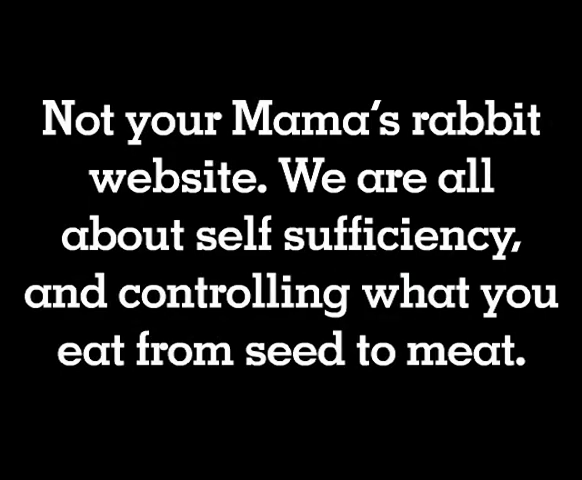 Not your Mama's rabbit
website. We are all
about self sufficiency,
and controlling what you
eat from seed to meat.